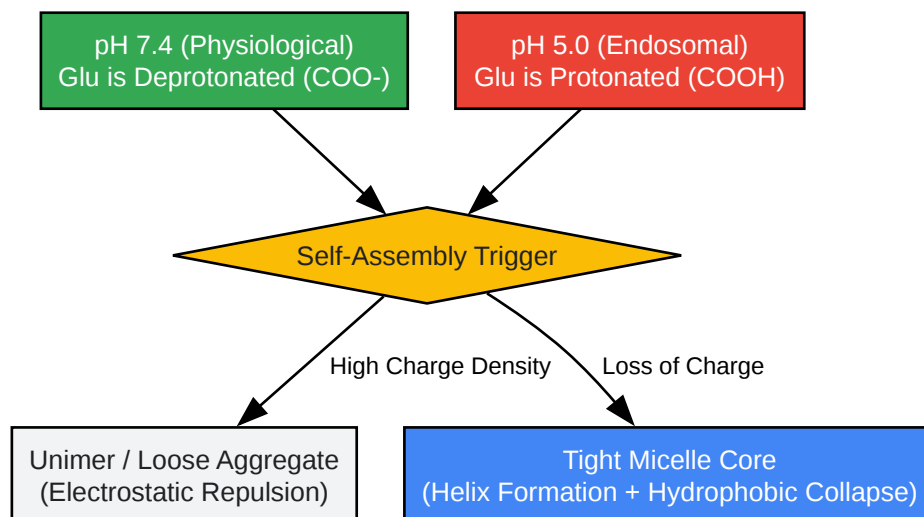 pH 7.4 (Physiological)
Glu is Deprotonated (COO-)
pH 5.0 (Endosomal)
Glu is Protonated (COOH)
Self-Assembly Trigger
High Charge Density
Loss of Charge
Unimer / Loose Aggregate
(Electrostatic Repulsion)
Tight Micelle Core
(Helix Formation + Hydrophobic Collapse)